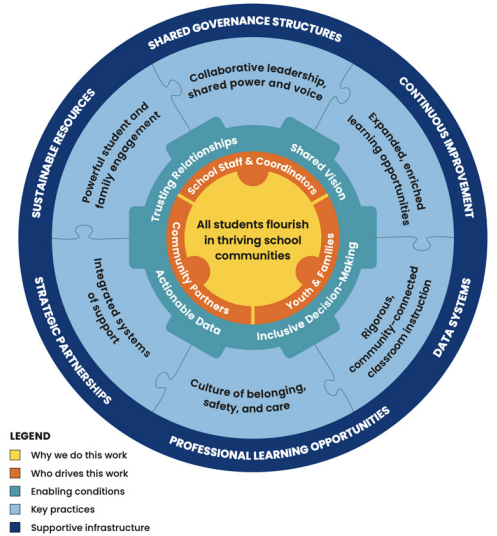 SHARED GOVERNANCE STRUCTURES
CONTINUOUS IMPROVEMENT
DATA SYSTEMS
PROFESSIONAL LEARNING OPPORTUNITIES
STRATEGIC PARTNERSHIPS
SUSTAINABLE RESOURCES
Collaborative leadership,
shared power and voice
Expanded, enriched
learning opportunities
Rigorous,
community-connected
classroom instruction
Culture of belonging,
safety, and care
Integrated systems
of support
Powerful student and
family engagement
Trusting Relationships
Shared Vision
Inclusive Decision-Making
Actionable Data
School Staff & Coordinators
Youth & Families
Community Partners
All students flourish
in thriving school
communities
LEGEND
Why we do this work
Who drives this work
Enabling conditions
Key practices
Supportive infrastructure